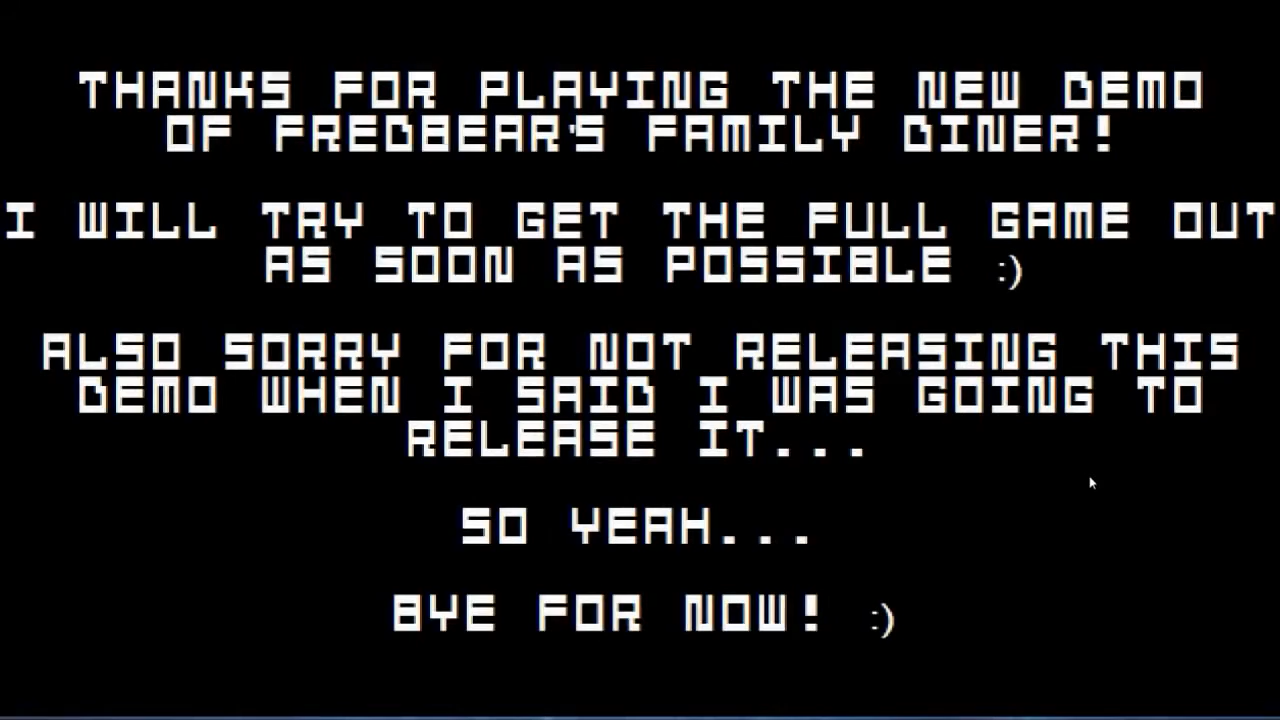 THANKS FOR PLAYING THE NEW DEMO
OF FREDBEAR'S FAMILY DINER!
I WILL TRY TO GET THE FULL GAME OUT
AS SOON AS POSSIBLE :)
ALSO SORRY FOR NOT RELEASING THIS
DEMO WHEN I SAID I WAS GOING TO
RELEASE IT...
SO YEAH...
BYE FOR NOW! :)